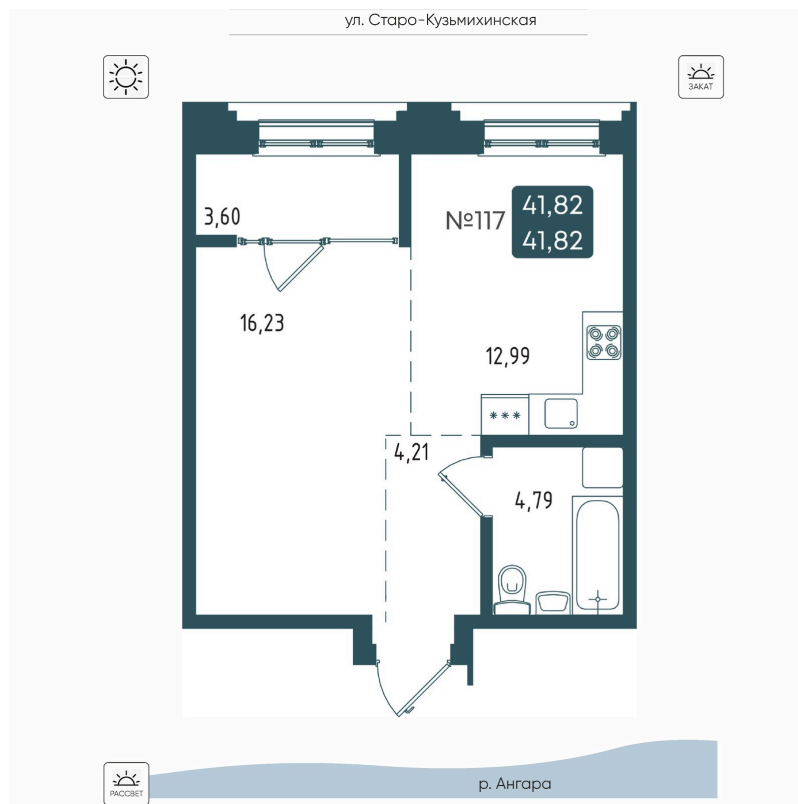 ул. Старо-Кузьмихинская
ЗАКАТ
41,82
№117
41,82
3,60
16,23
12,99
***
4,21
4,79
р. Ангара
РАССВЕТ